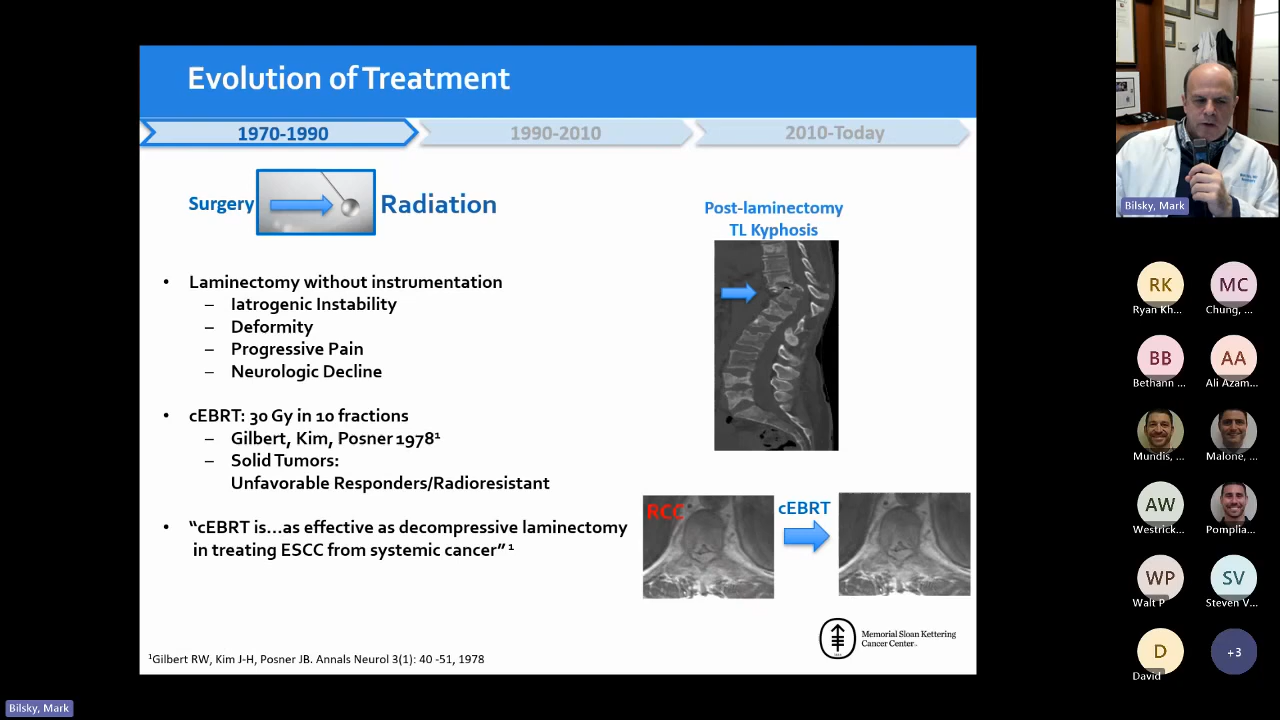 Evolution of Treatment
1970-1990
1990-2010
2010-Today
Surgery
Radiation
Post-laminectomy
TL Kyphosis
• Laminectomy without instrumentation
– Iatrogenic Instability
– Deformity
– Progressive Pain
– Neurologic Decline
• cEBRT: 30 Gy in 10 fractions
– Gilbert, Kim, Posner 1978¹
– Solid Tumors:
Unfavorable Responders/Radioresistant
• “cEBRT is...as effective as decompressive laminectomy
in treating ESCC from systemic cancer” ¹
RCC
cEBRT
Memorial Sloan Kettering
Cancer Center
¹Gilbert RW, Kim J-H, Posner JB. Annals Neurol 3(1): 40 -51, 1978
Bilsky, Mark
RK
Ryan Kh...
MC
Chung, ...
BB
Bethann ...
AA
Ali Azam...
Mundis, ...
Malone, ...
AW
Westrick...
Pomplia...
WP
Walt P
SV
Steven V...
D
David
+3
Bilsky, Mark